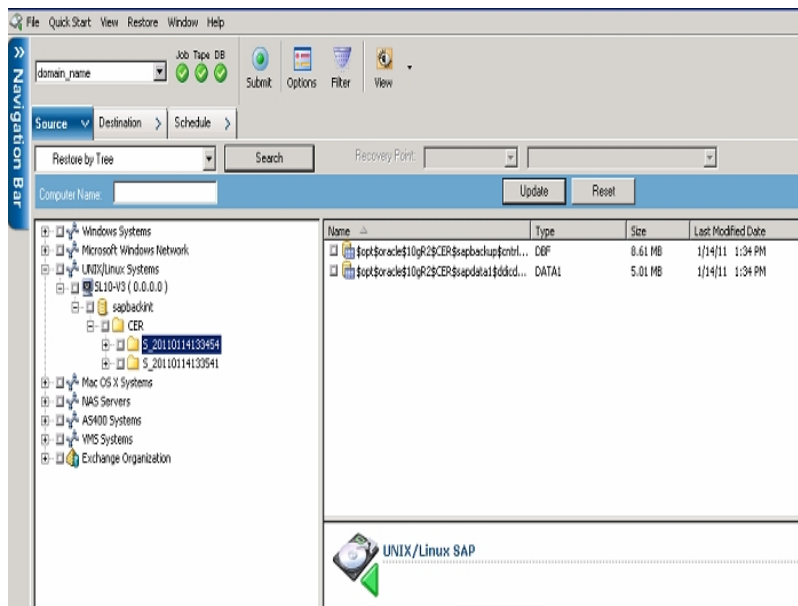 File Quick Start View Restore Window Help
» Navigation Bar
domain_name
Job Tape DB
Submit Options Filter View
Source Destination Schedule
Restore by Tree Search Recovery Point:
Computer Name: Update Reset
Windows Systems
Microsoft Windows Network
UNIX/Linux Systems
SL10-V3 ( 0.0.0.0 )
sapbackint
CER
S_20110114133454
S_20110114133541
Mac OS X Systems
NAS Servers
AS400 Systems
VMS Systems
Exchange Organization
Name Type Size Last Modified Date
$opt$oracle$10gR2$CER$sapbackup$cntrl... DBF 8.61 MB 1/14/11 1:34 PM
$opt$oracle$10gR2$CER$sapdata1$ddicd... DATA1 5.01 MB 1/14/11 1:34 PM
UNIX/Linux SAP